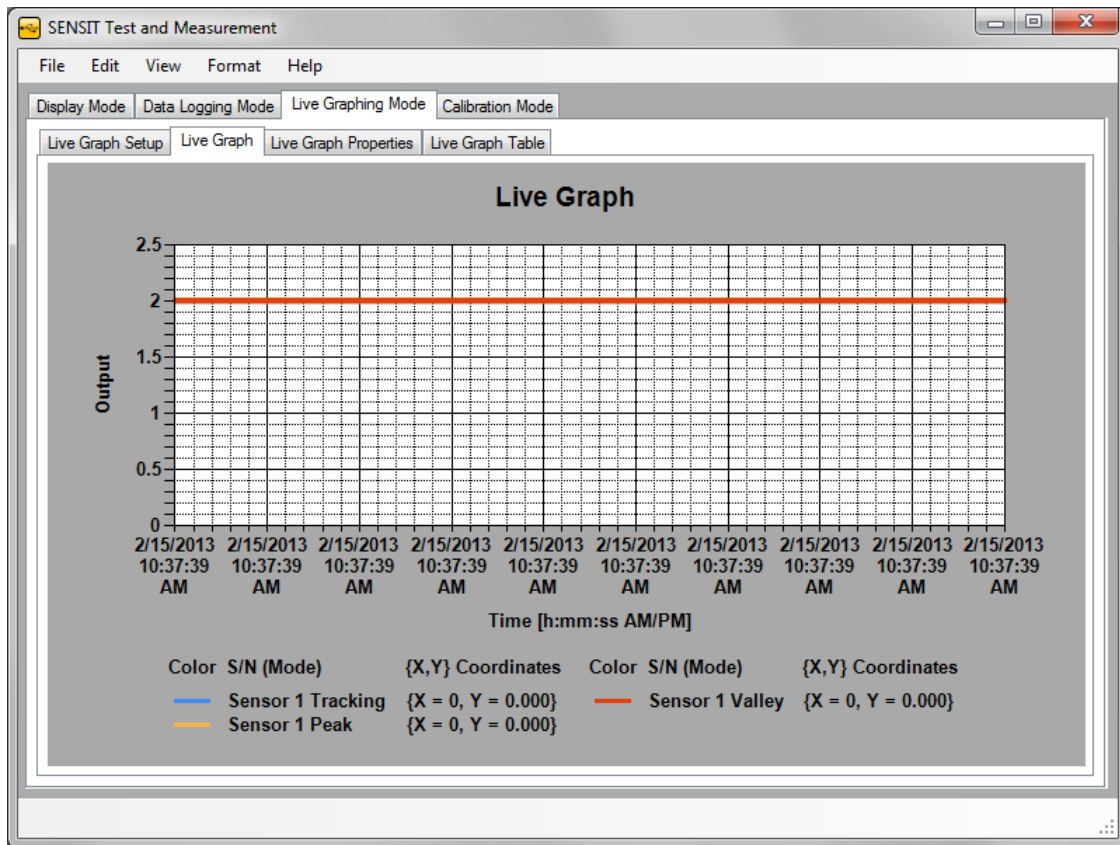 SENSIT Test and Measurement
File Edit View Format Help
Display Mode Data Logging Mode Live Graphing Mode Calibration Mode
Live Graph Setup Live Graph Live Graph Properties Live Graph Table
Live Graph
2.5
2
1.5
1
0.5
0
Output
2/15/2013 2/15/2013 2/15/2013 2/15/2013 2/15/2013 2/15/2013 2/15/2013 2/15/2013 2/15/2013 2/15/2013
10:37:39 10:37:39 10:37:39 10:37:39 10:37:39 10:37:39 10:37:39 10:37:39 10:37:39 10:37:39
AM AM AM AM AM AM AM AM AM AM
Time [h:mm:ss AM/PM]
Color S/N (Mode) {X,Y} Coordinates Color S/N (Mode) {X,Y} Coordinates
Sensor 1 Tracking {X = 0, Y = 0.000} Sensor 1 Valley {X = 0, Y = 0.000}
Sensor 1 Peak {X = 0, Y = 0.000}